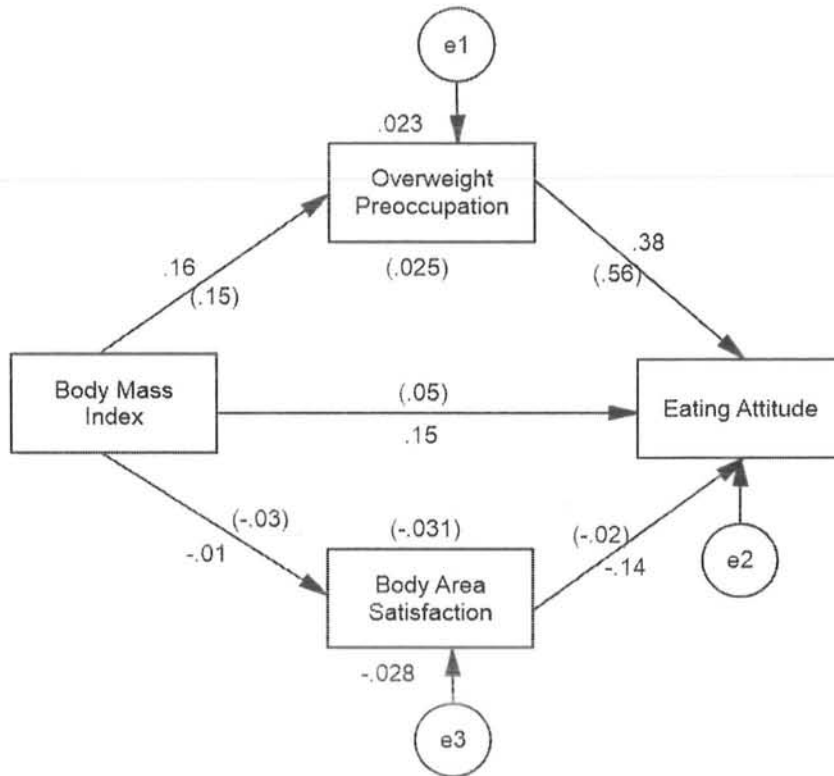 e1
.023
Overweight
Preoccupation
.38
.16
(.025)
(.56)
(.15)
Body Mass
Index
(.05)
Eating Attitude
.15
(-.03)
(-.031)
(-.02)
-.01
-.14
e2
Body Area
Satisfaction
-.028
e3